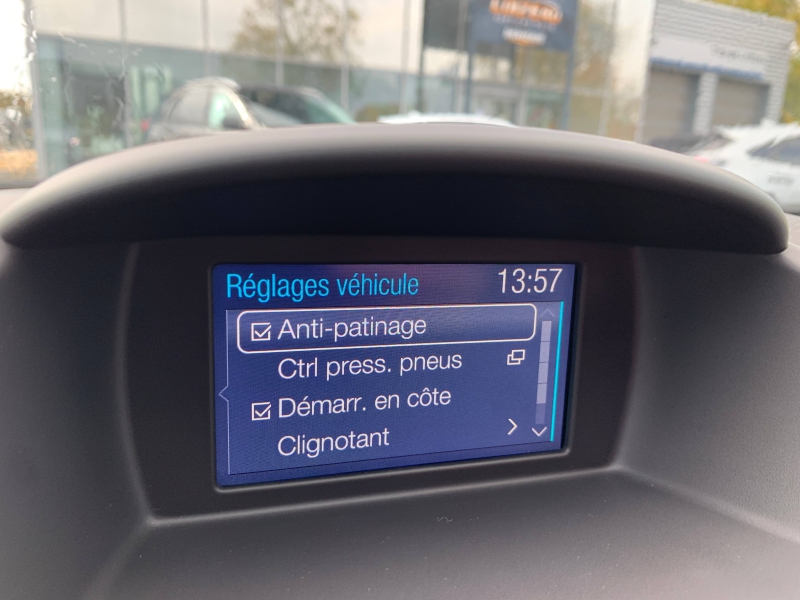 Réglages véhicule 13:57
Anti-patinage
Ctrl press. pneus
Démarr. en côte
Clignotant